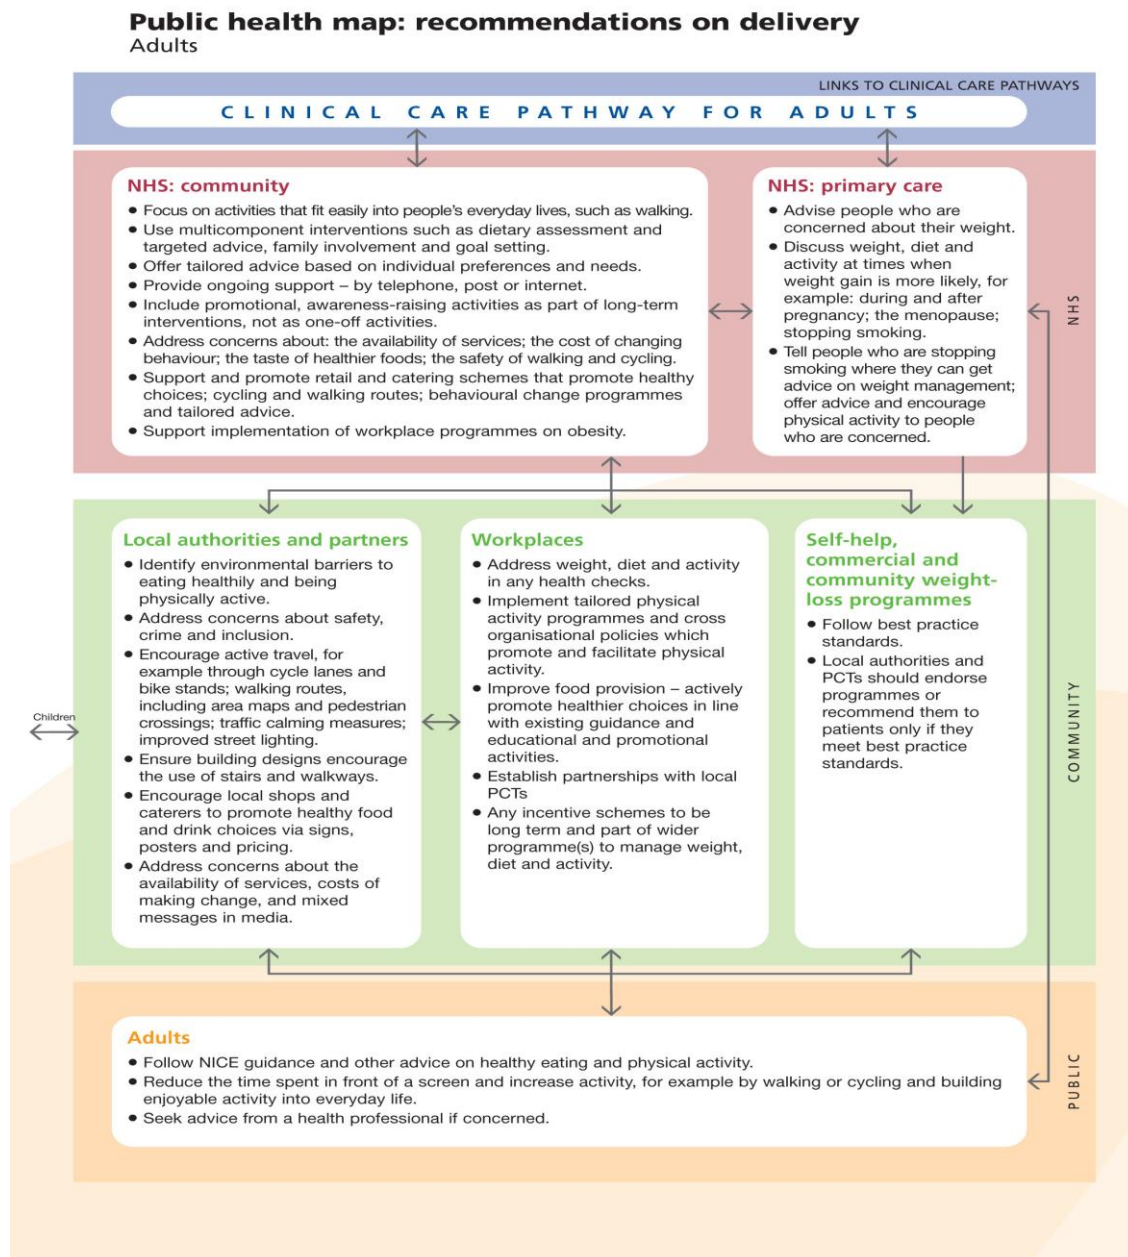 Public health map: recommendations on delivery
Adults
LINKS TO CLINICAL CARE PATHWAYS
CLINICAL CARE PATHWAY FOR ADULTS
NHS: community
• Focus on activities that fit easily into people's everyday lives, such as walking.
• Use multicomponent interventions such as dietary assessment and
targeted advice, family involvement and goal setting.
• Offer tailored advice based on individual preferences and needs.
• Provide ongoing support – by telephone, post or internet.
• Include promotional, awareness-raising activities as part of long-term
interventions, not as one-off activities.
• Address concerns about: the availability of services; the cost of changing
behaviour; the taste of healthier foods; the safety of walking and cycling.
• Support and promote retail and catering schemes that promote healthy
choices; cycling and walking routes; behavioural change programmes
and tailored advice.
• Support implementation of workplace programmes on obesity.
NHS: primary care
• Advise people who are
concerned about their weight.
• Discuss weight, diet and
activity at times when
weight gain is more likely, for
example: during and after
pregnancy; the menopause;
stopping smoking.
• Tell people who are stopping
smoking where they can get
advice on weight management;
offer advice and encourage
physical activity to people
who are concerned.
NHS
Children
Local authorities and partners
• Identify environmental barriers to
eating healthily and being
physically active.
• Address concerns about safety,
crime and inclusion.
• Encourage active travel, for
example through cycle lanes and
bike stands; walking routes,
including area maps and pedestrian
crossings; traffic calming measures;
improved street lighting.
• Ensure building designs encourage
the use of stairs and walkways.
• Encourage local shops and
caterers to promote healthy food
and drink choices via signs,
posters and pricing.
• Address concerns about the
availability of services, costs of
making change, and mixed
messages in media.
Workplaces
• Address weight, diet and activity
in any health checks.
• Implement tailored physical
activity programmes and cross
organisational policies which
promote and facilitate physical
activity.
• Improve food provision – actively
promote healthier choices in line
with existing guidance and
educational and promotional
activities.
• Establish partnerships with local
PCTs
• Any incentive schemes to be
long term and part of wider
programme(s) to manage weight,
diet and activity.
Self-help,
commercial and
community weight-
loss programmes
• Follow best practice
standards.
• Local authorities and
PCTs should endorse
programmes or
recommend them to
patients only if they
meet best practice
standards.
COMMUNITY
Adults
• Follow NICE guidance and other advice on healthy eating and physical activity.
• Reduce the time spent in front of a screen and increase activity, for example by walking or cycling and building
enjoyable activity into everyday life.
• Seek advice from a health professional if concerned.
PUBLIC